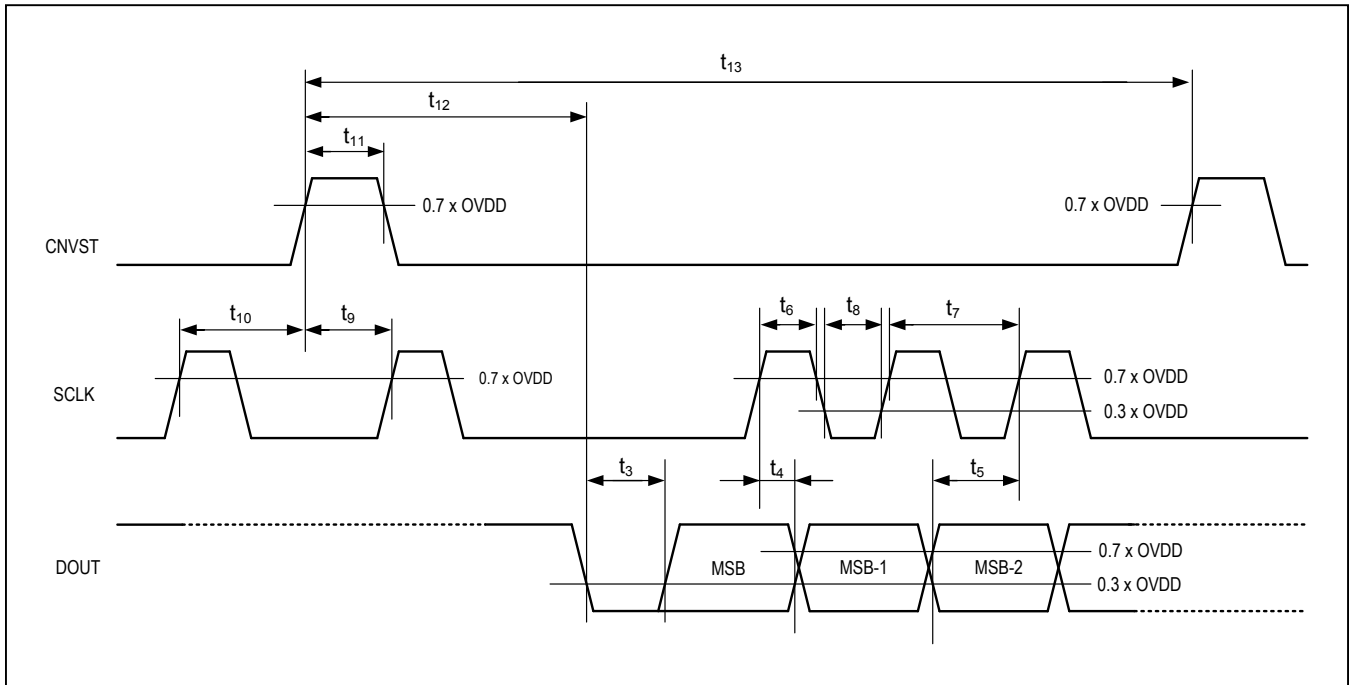 t13
t12
t11
0.7 x OVDD
0.7 x OVDD
CNVST
t10
t9
t6
t8
t7
0.7 x OVDD
0.7 x OVDD
SCLK
0.3 x OVDD
t3
t4
t5
0.7 x OVDD
DOUT
MSB
MSB-1
MSB-2
0.3 x OVDD